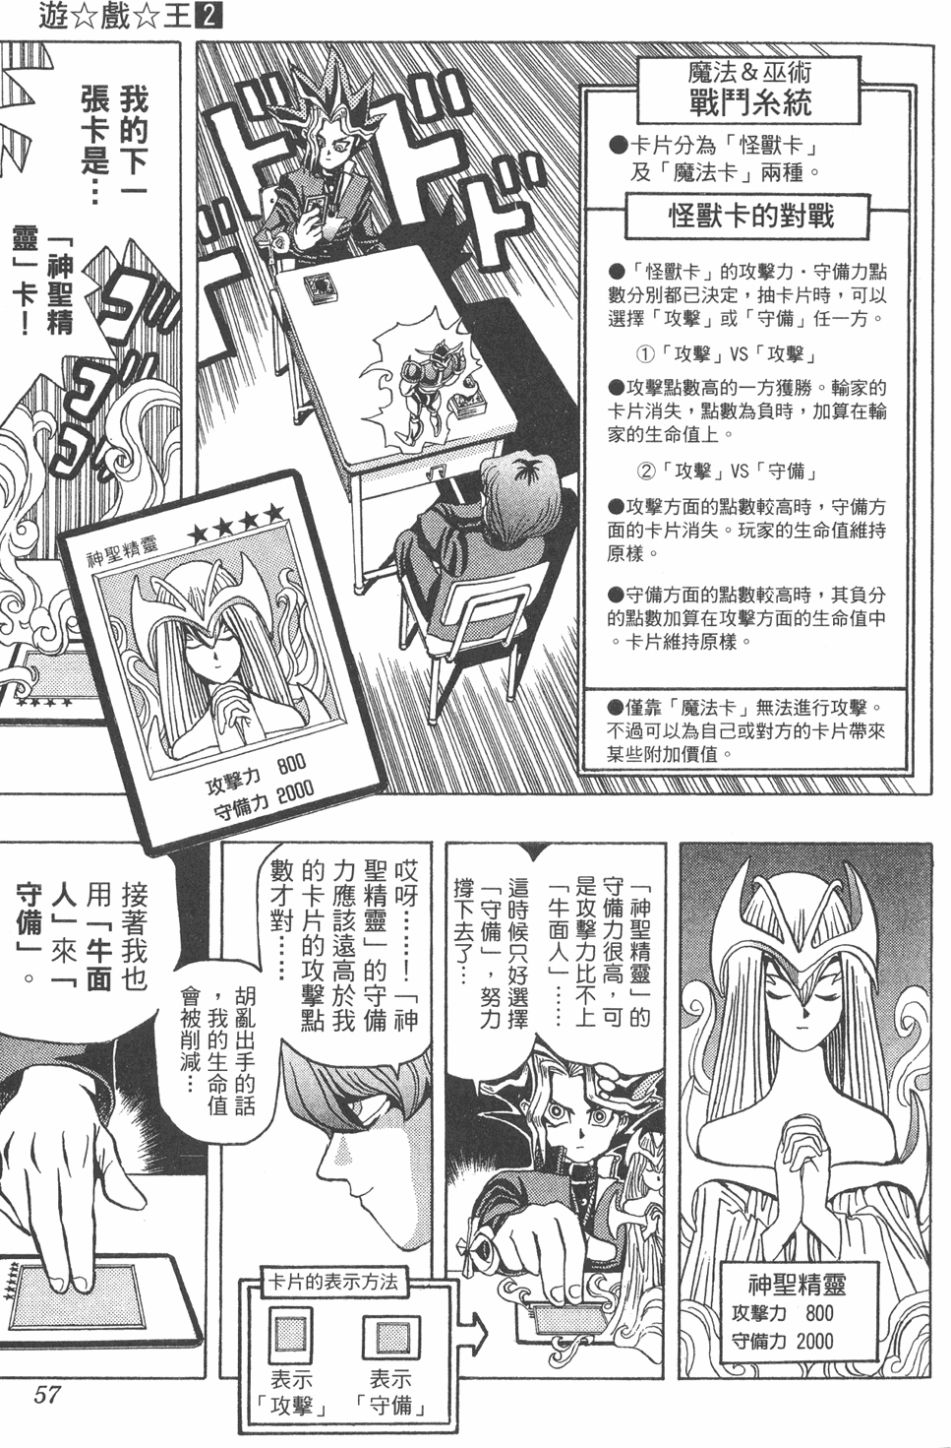 遊☆戲☆王2
魔法&巫術
戰鬥系統
●卡片分為「怪獸卡」
及「魔法卡」兩種。
怪獸卡的對戰
●「怪獸卡」的攻擊力・守備力點
數分別都已決定，抽卡片時，可以
選擇「攻擊」或「守備」任一方。
①「攻擊」VS「攻擊」
●攻擊點數高的一方獲勝。輸家的
卡片消失，點數為負時，加算在輸
家的生命值上。
②「攻擊」VS「守備」
●攻擊方面的點數較高時，守備方
面的卡片消失。玩家的生命值維持
原樣。
●守備方面的點數較高時，其負分
的點數加算在攻擊方面的生命值中
。卡片維持原樣。
●僅靠「魔法卡」無法進行攻擊。
不過可以為自己或對方的卡片帶來
某些附加價值。
ドドドド
我的下一
張卡是…
「神聖精
靈」卡！
ゴゴゴ
神聖精靈
★★★★
攻擊力 800
守備力 2000
神聖精靈
攻擊力 800
守備力 2000
「神聖精靈」的
守備力很高，可
是攻擊力比不上
「牛面人」……
這時候只好選擇
「守備」，努力
撐下去了…
哎呀………！「神
聖精靈」的守備
力應該遠高於我
的卡片的攻擊點
數才對……
胡亂出手的話
，我的生命值
會被削減…
卡片的表示方法
表示
「攻擊」
表示
「守備」
接著我也
用「牛面
人」來「
守備」。
57